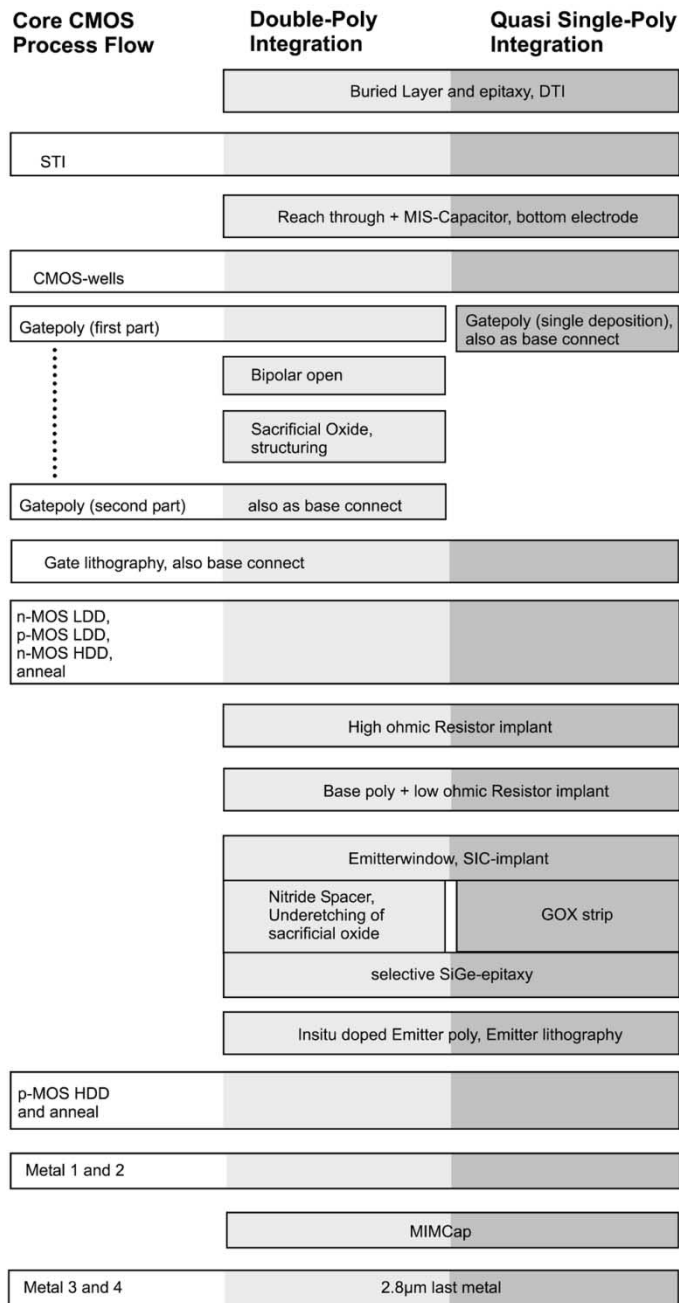 Core CMOS
Process Flow
Double-Poly
Integration
Quasi Single-Poly
Integration
Buried Layer and epitaxy, DTI
STI
Reach through + MIS-Capacitor, bottom electrode
CMOS-wells
Gatepoly (first part)
Gatepoly (single deposition),
also as base connect
Bipolar open
Sacrificial Oxide,
structuring
Gatepoly (second part)
also as base connect
Gate lithography, also base connect
n-MOS LDD,
p-MOS LDD,
n-MOS HDD,
anneal
High ohmic Resistor implant
Base poly + low ohmic Resistor implant
Emitterwindow, SIC-implant
Nitride Spacer,
Underetching of
sacrificial oxide
GOX strip
selective SiGe-epitaxy
Insitu doped Emitter poly, Emitter lithography
p-MOS HDD
and anneal
Metal 1 and 2
MIMCap
Metal 3 and 4
2.8µm last metal